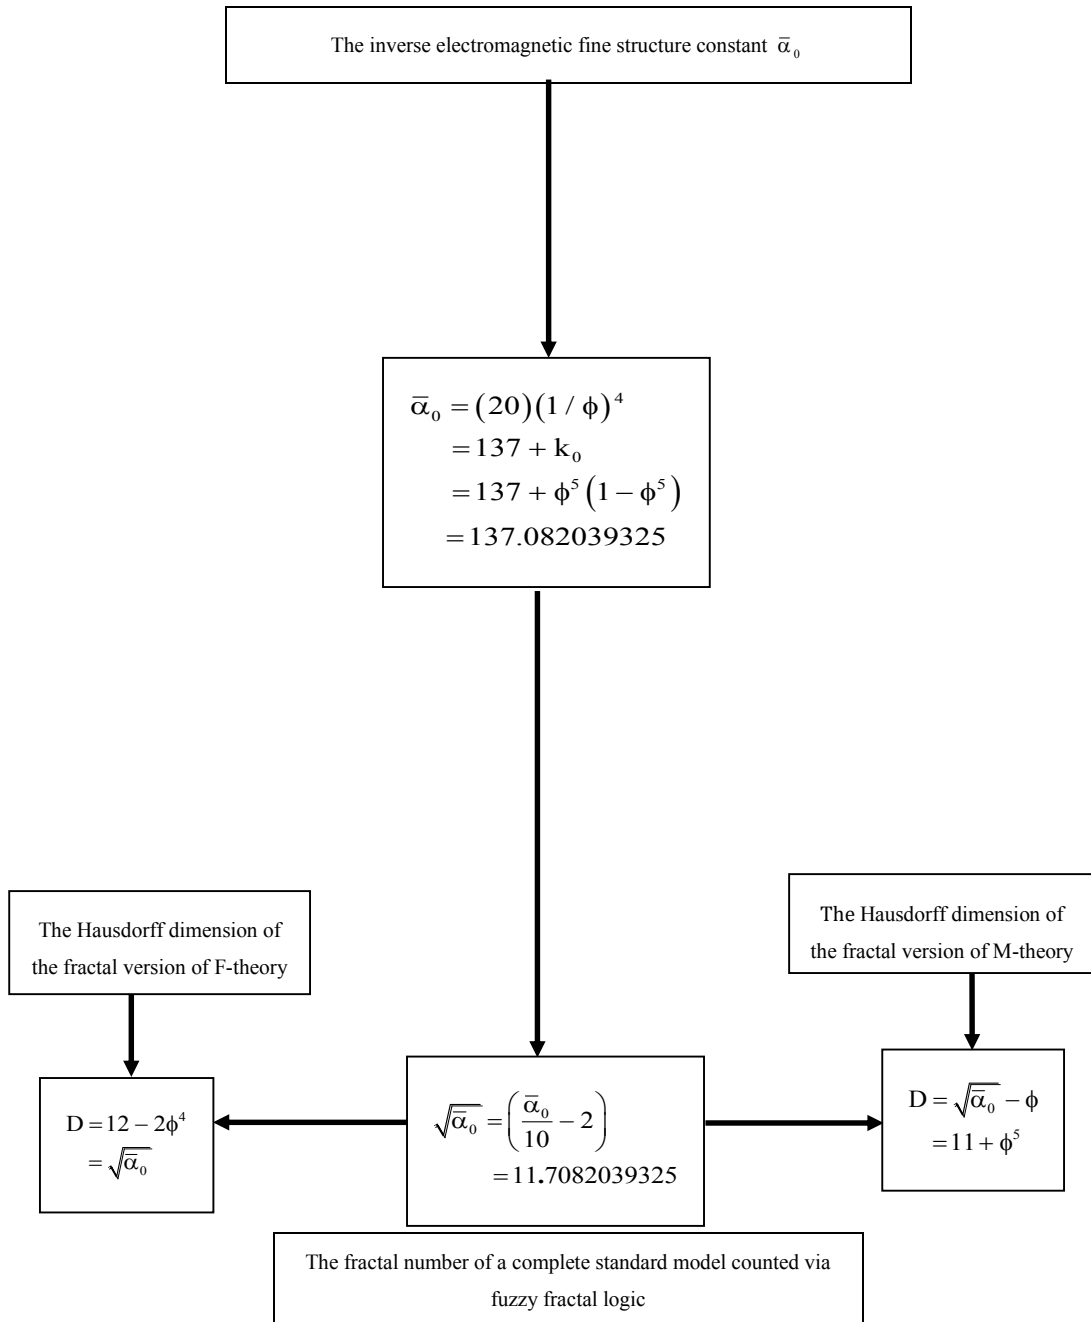 The inverse electromagnetic fine structure constant ᾱ₀
ᾱ₀ = (20)(1 / ϕ)⁴
= 137 + k₀
= 137 + ϕ⁵(1 − ϕ⁵)
= 137.082039325
The Hausdorff dimension of
the fractal version of F-theory
The Hausdorff dimension of
the fractal version of M-theory
D = 12 − 2ϕ⁴
= √ᾱ₀
√ᾱ₀ = (ᾱ₀/10 − 2)
= 11.7082039325
D = √ᾱ₀ − ϕ
= 11 + ϕ⁵
The fractal number of a complete standard model counted via
fuzzy fractal logic